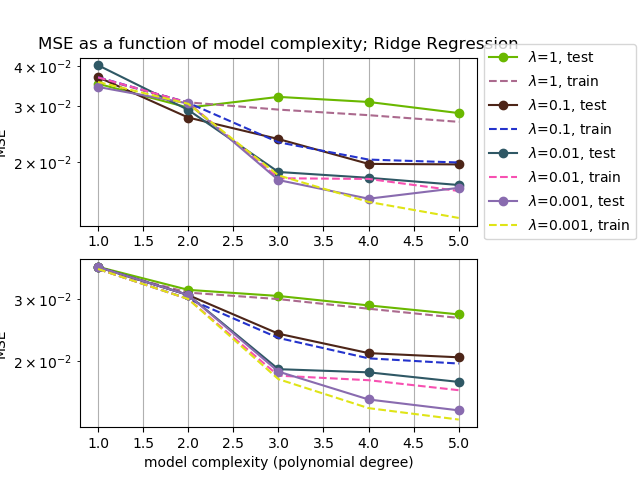 MSE as a function of model complexity; Ridge Regression
4 × 10⁻²
3 × 10⁻²
2 × 10⁻²
MSE
1.0 1.5 2.0 2.5 3.0 3.5 4.0 4.5 5.0
λ=1, test
λ=1, train
λ=0.1, test
λ=0.1, train
λ=0.01, test
λ=0.01, train
λ=0.001, test
λ=0.001, train
3 × 10⁻²
2 × 10⁻²
MSE
1.0 1.5 2.0 2.5 3.0 3.5 4.0 4.5 5.0
model complexity (polynomial degree)